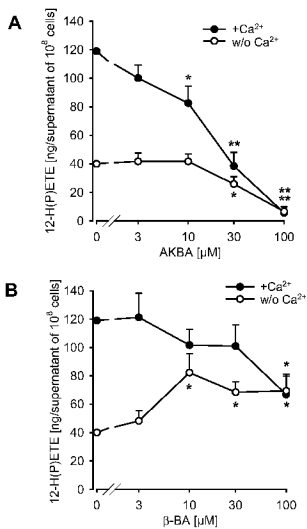 A
12-H(P)ETE [ng/supernatant of 10⁸ cells]
140
120
100
80
60
40
20
0
+Ca²⁺
w/o Ca²⁺
*
**
*
**
**
0 3 10 30 100
AKBA [µM]
B
12-H(P)ETE [ng/supernatant of 10⁸ cells]
140
120
100
80
60
40
20
0
+Ca²⁺
w/o Ca²⁺
*
* * *
0 3 10 30 100
β-BA [µM]